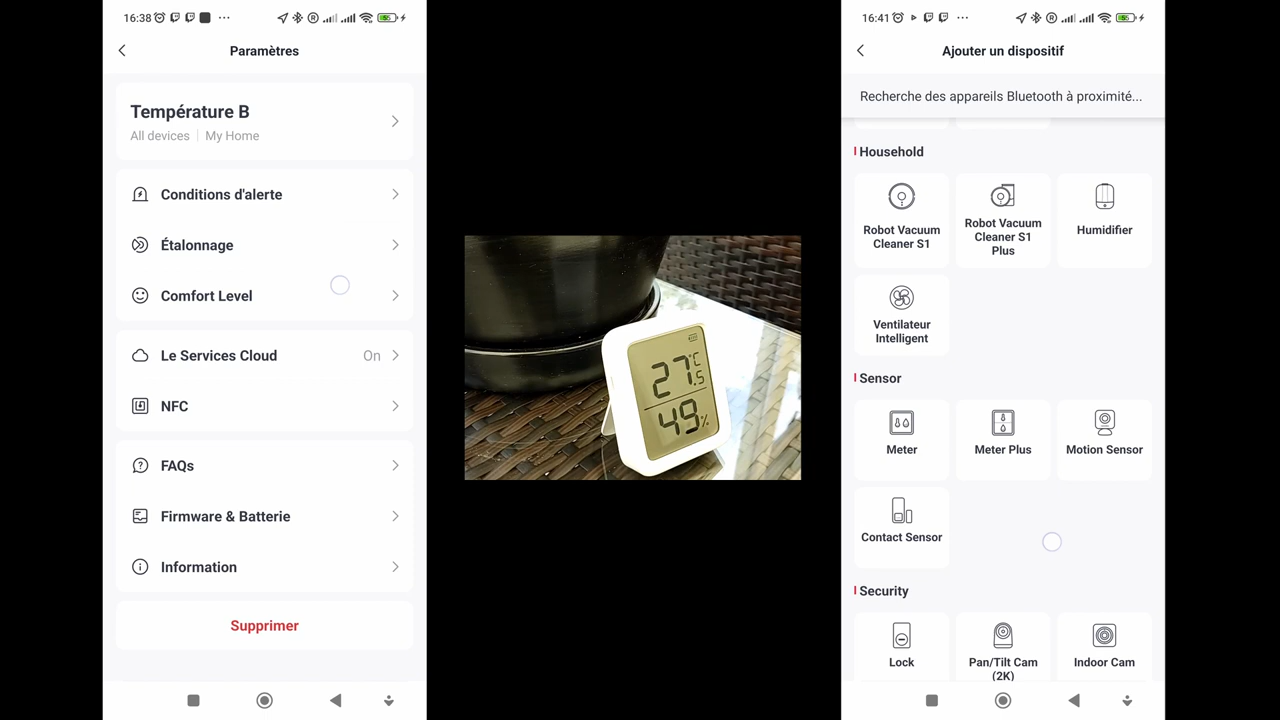 16:38
Paramètres
Température B
All devices My Home
Conditions d'alerte
Étalonnage
Comfort Level
Le Services Cloud On
NFC
FAQs
Firmware & Batterie
Information
Supprimer
27.5 °C
49%
16:41
Ajouter un dispositif
Recherche des appareils Bluetooth à proximité...
Household
Robot Vacuum
Cleaner S1
Robot Vacuum
Cleaner S1
Plus
Humidifier
Ventilateur
Intelligent
Sensor
Meter
Meter Plus
Motion Sensor
Contact Sensor
Security
Lock
Pan/Tilt Cam
(2K)
Indoor Cam